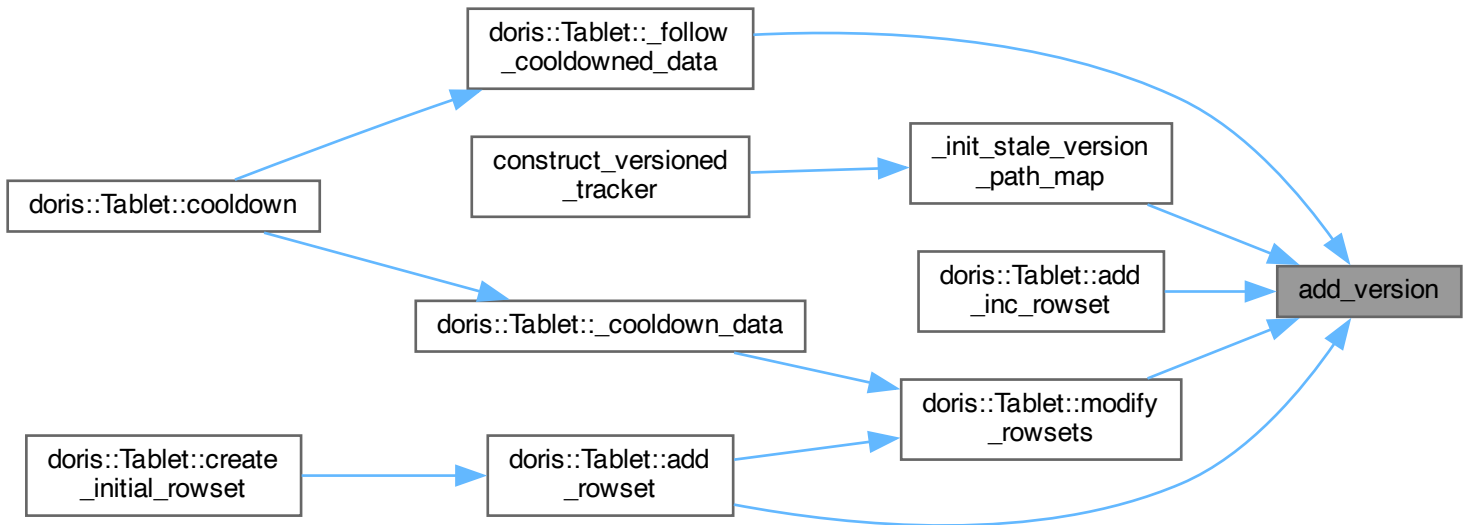 doris::Tablet::_follow
_cooldowned_data
construct_versioned
_tracker
_init_stale_version
_path_map
doris::Tablet::cooldown
doris::Tablet::add
_inc_rowset
add_version
doris::Tablet::_cooldown_data
doris::Tablet::modify
_rowsets
doris::Tablet::create
_initial_rowset
doris::Tablet::add
_rowset